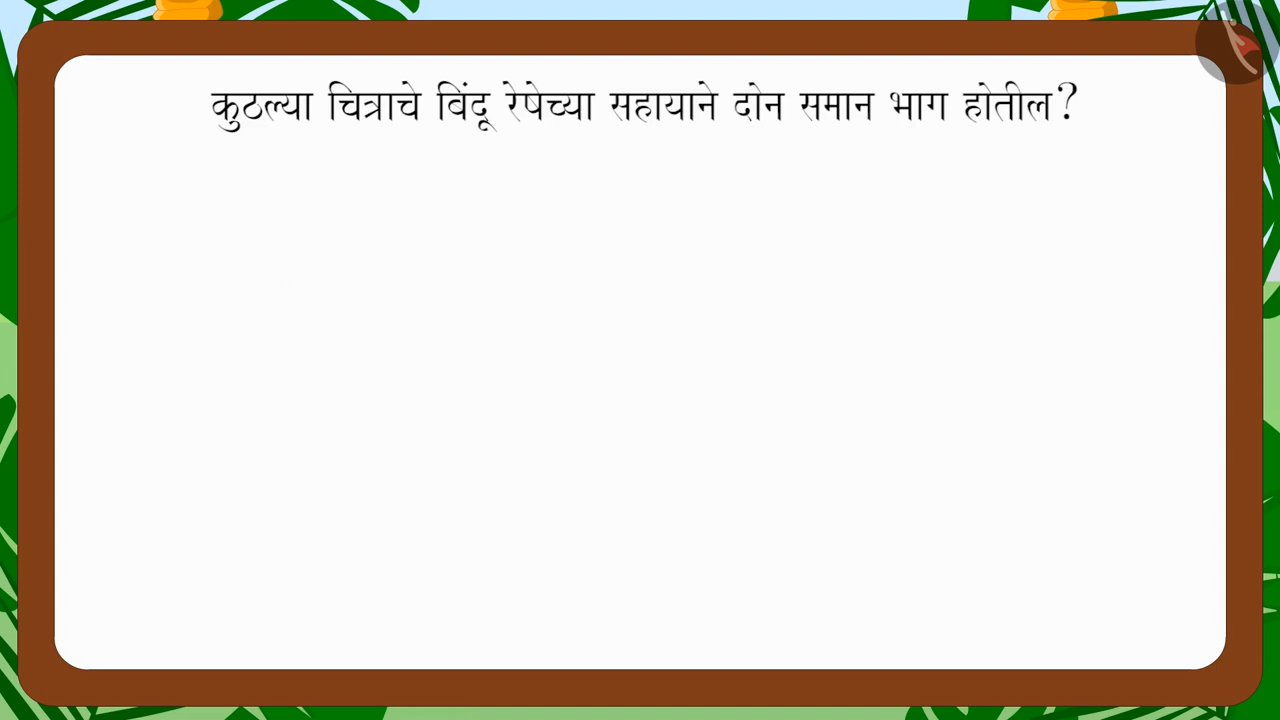 कुठल्या चित्राचे बिंदू रेषेच्या सहायाने दोन समान भाग होतील?